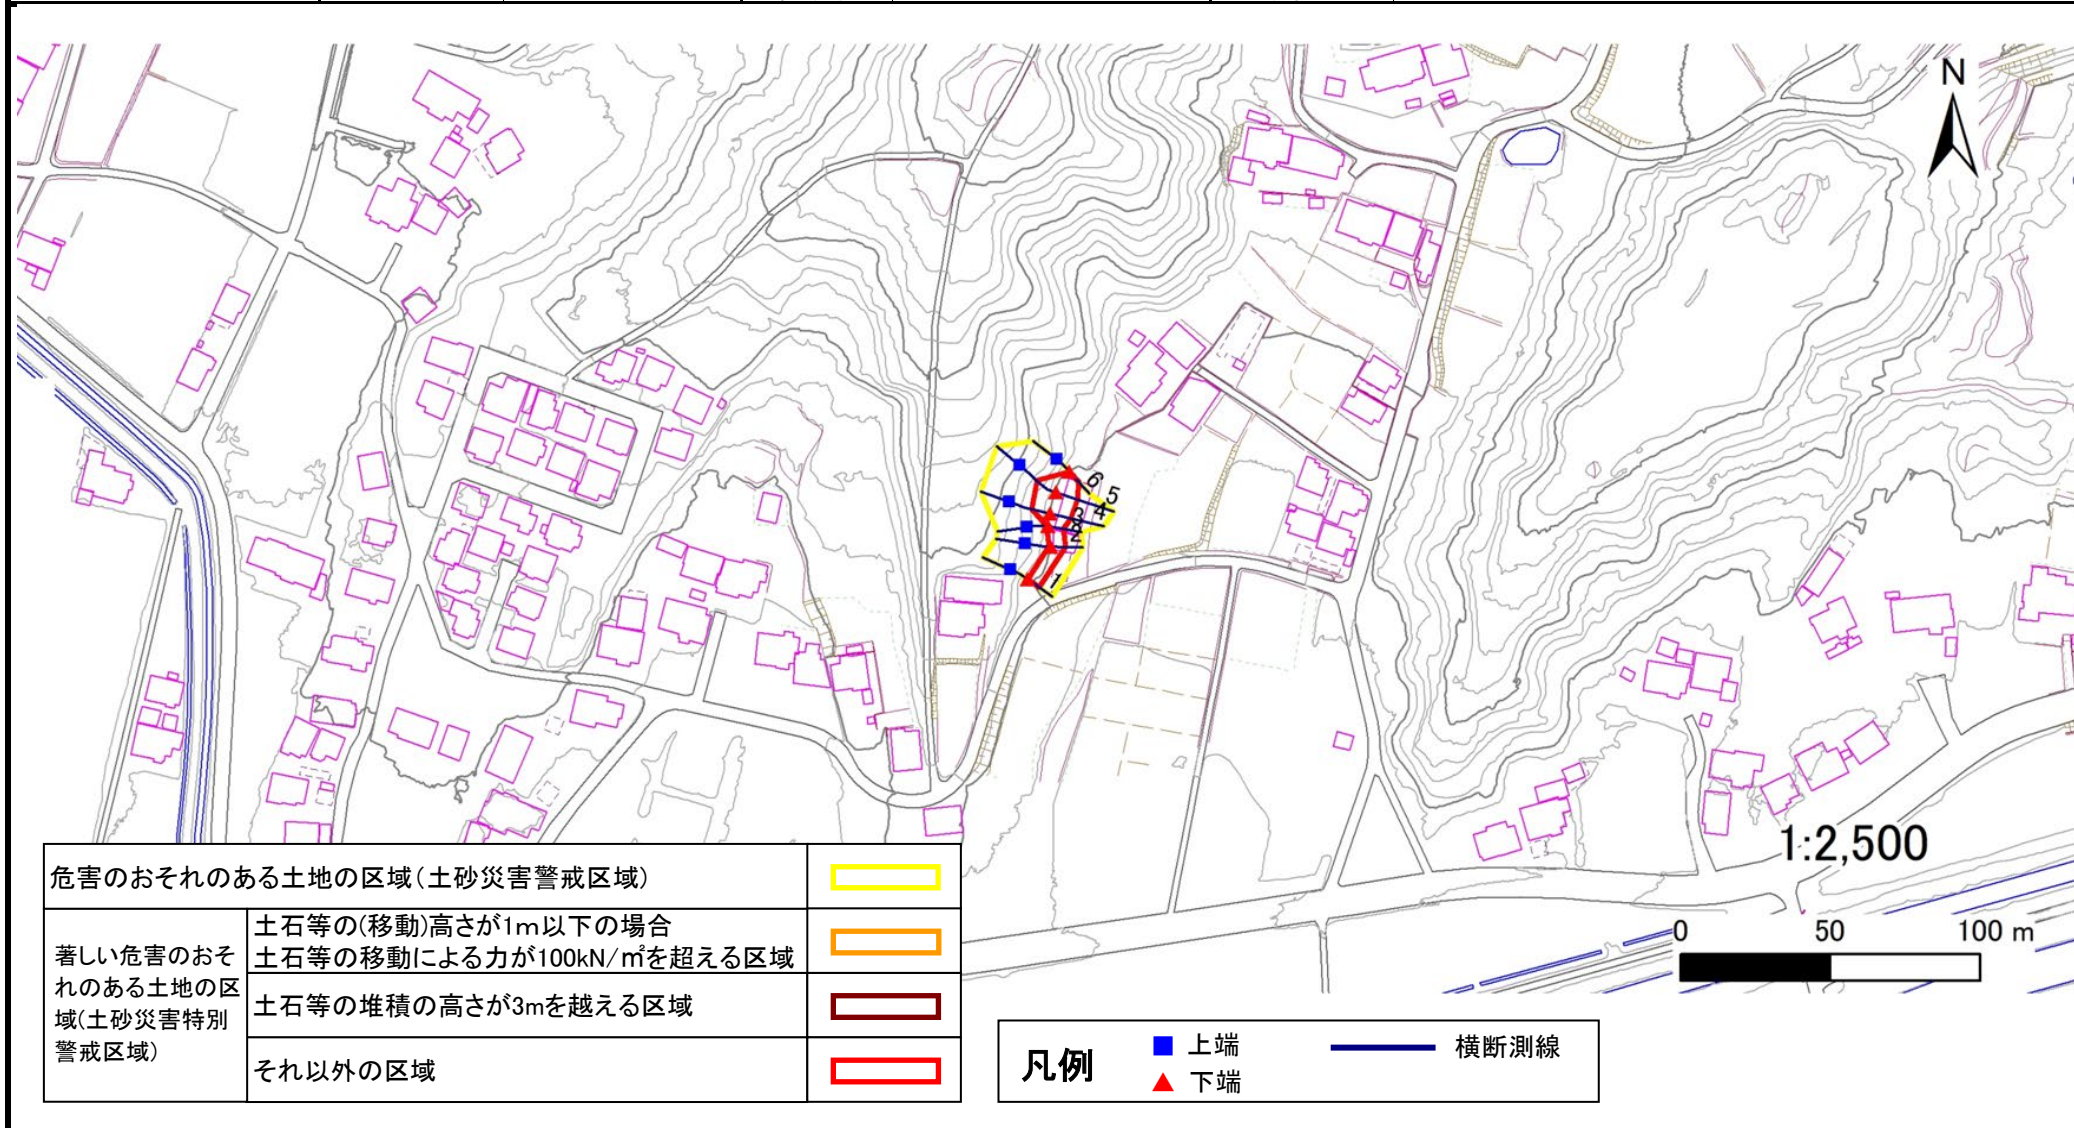 N
6
5
4
3
2
1
1:2,500
0 50 100 m
危害のおそれのある土地の区域(土砂災害警戒区域)
著しい危害のおそ
れのある土地の区
域(土砂災害特別
警戒区域)
土石等の(移動)高さが1m以下の場合
土石等の移動による力が100kN/㎡を超える区域
土石等の堆積の高さが3mを越える区域
それ以外の区域
凡例
上端
下端
横断測線